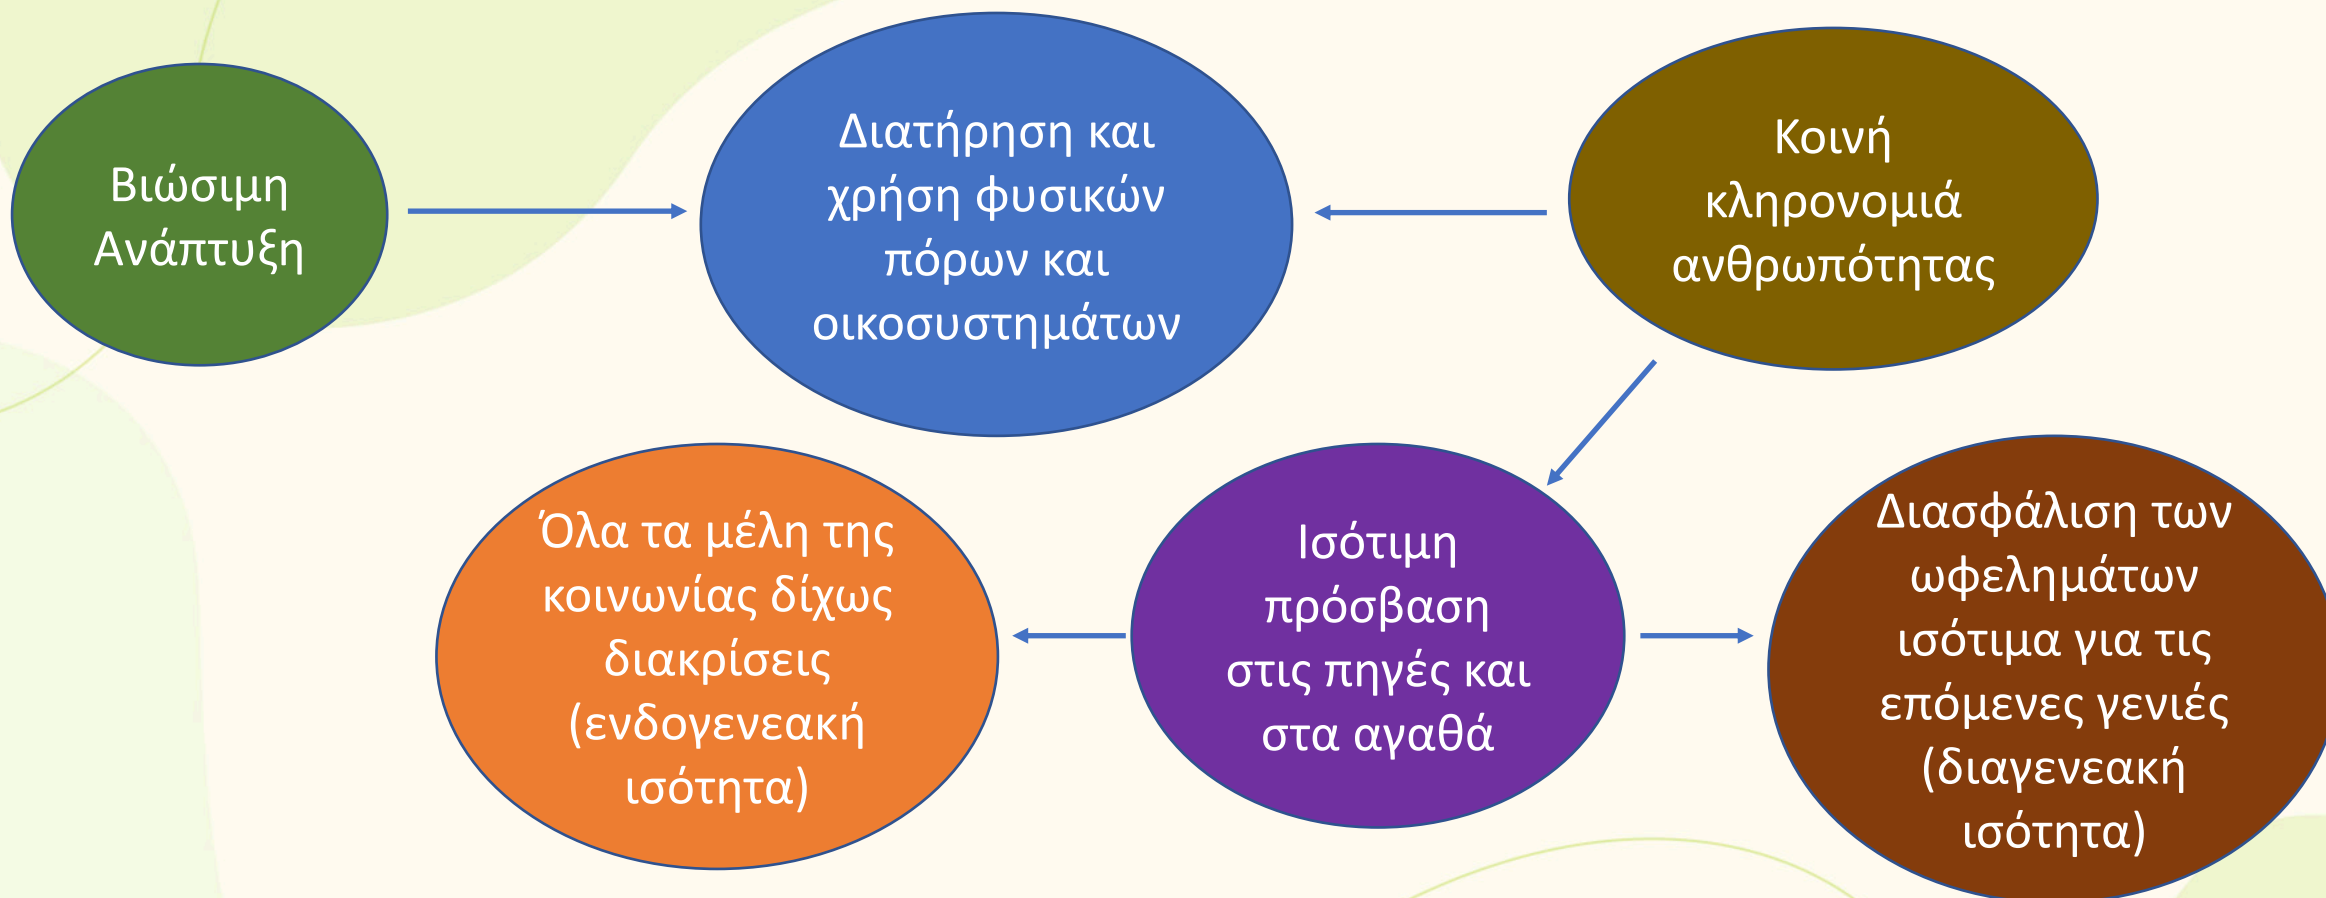 Βιώσιμη
Ανάπτυξη
Διατήρηση και
χρήση φυσικών
πόρων και
οικοσυστημάτων
Κοινή
κληρονομιά
ανθρωπότητας
Όλα τα μέλη της
κοινωνίας δίχως
διακρίσεις
(ενδογενεακή
ισότητα)
Ισότιμη
πρόσβαση
στις πηγές και
στα αγαθά
Διασφάλιση των
ωφελημάτων
ισότιμα για τις
επόμενες γενιές
(διαγενεακή
ισότητα)